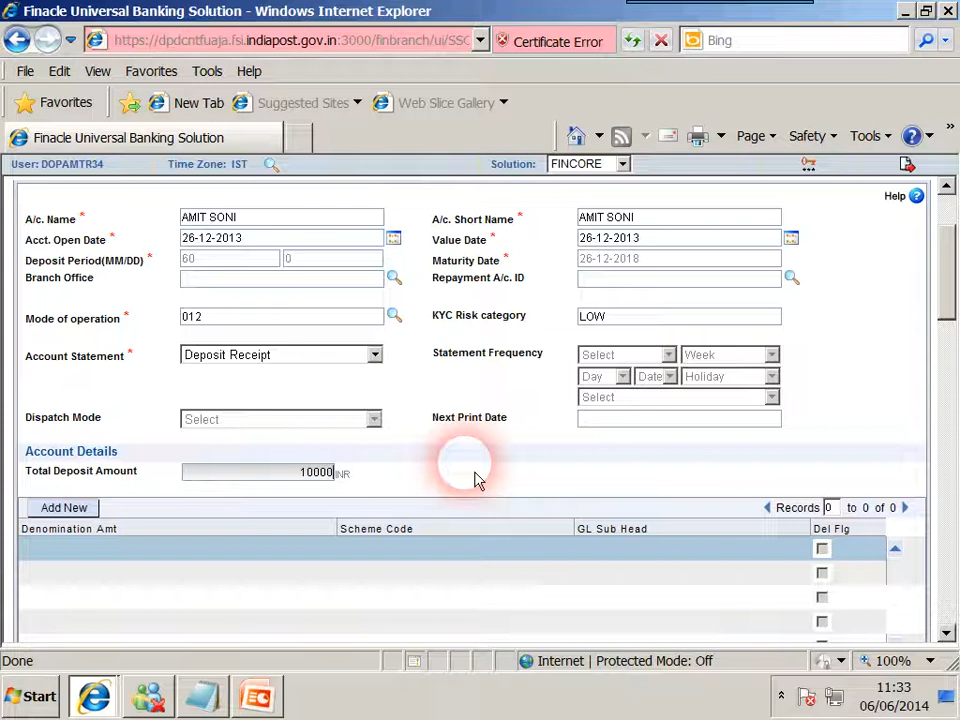 Finacle Universal Banking Solution - Windows Internet Explorer
https://dpdcntfuaja.fsi.indiapost.gov.in:3000/finbranch/ui/SSC Certificate Error Bing
File Edit View Favorites Tools Help
Favorites New Tab Suggested Sites Web Slice Gallery
Finacle Universal Banking Solution Page Safety Tools »
User: DOPAMTR34 Time Zone: IST Solution: FINCORE
Help
A/c. Name * AMIT SONI A/c. Short Name * AMIT SONI
Acct. Open Date * 26-12-2013 Value Date * 26-12-2013
Deposit Period(MM/DD) * 60 0 Maturity Date * 26-12-2018
Branch Office Repayment A/c. ID
Mode of operation * 012 KYC Risk category LOW
Account Statement * Deposit Receipt Statement Frequency Select Week
Day Date Holiday
Select
Dispatch Mode Select Next Print Date
Account Details
Total Deposit Amount 10000 INR
Add New Records 0 to 0 of 0
Denomination Amt Scheme Code GL Sub Head Del Flg
Done Internet | Protected Mode: Off 100%
Start 11:33
06/06/2014